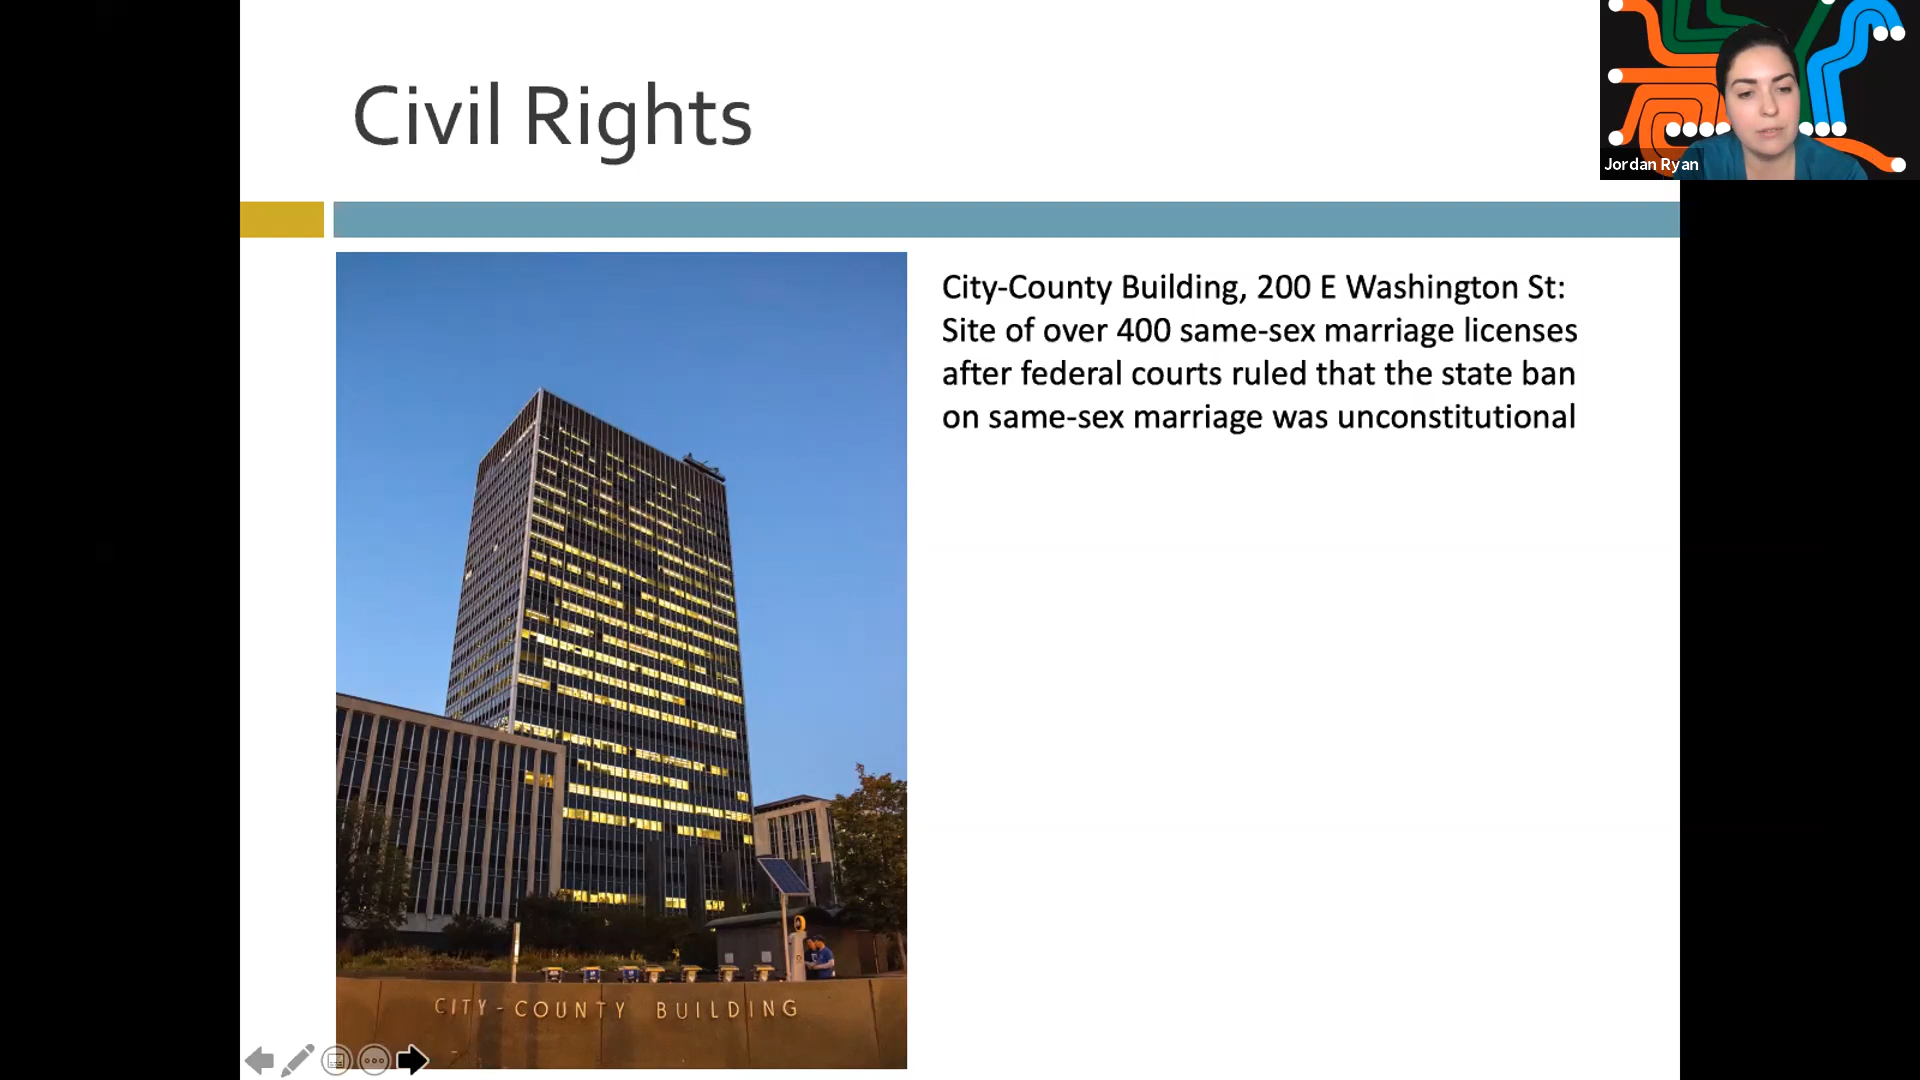 Civil Rights
Jordan Ryan
City-County Building, 200 E Washington St:
Site of over 400 same-sex marriage licenses
after federal courts ruled that the state ban
on same-sex marriage was unconstitutional
CITY-COUNTY BUILDING